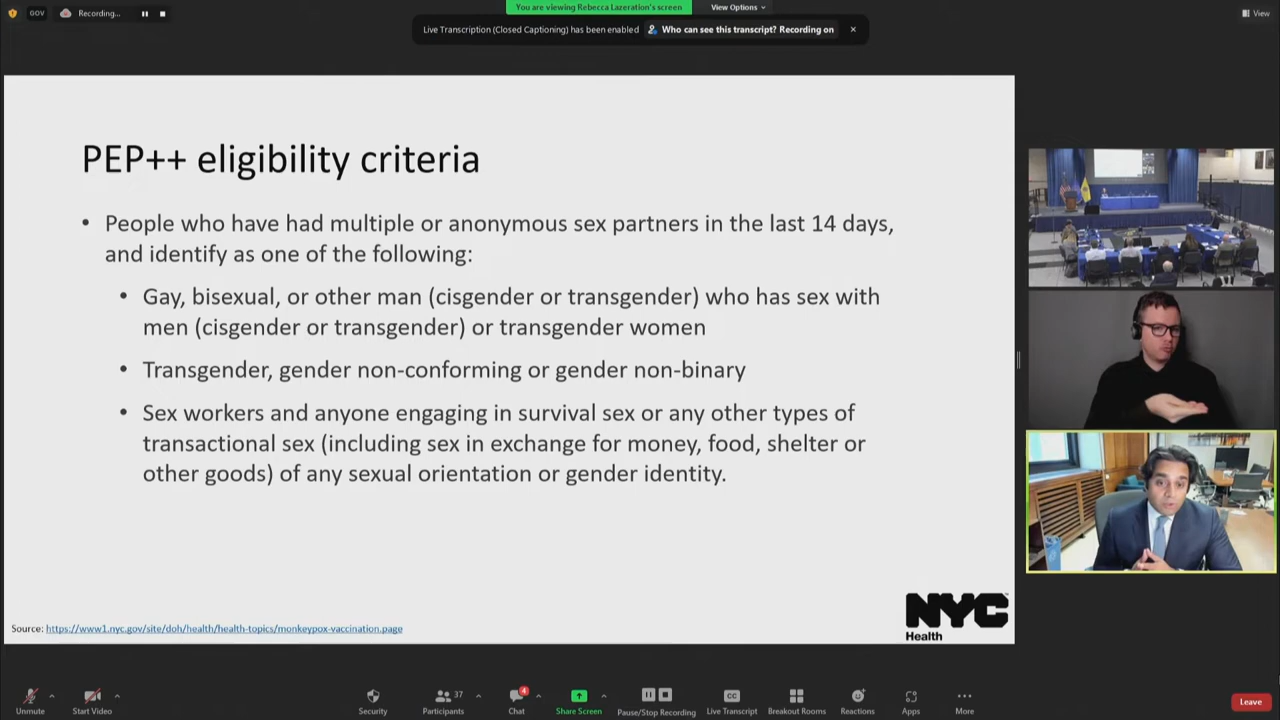 GOV
Recording...
You are viewing Rebecca Lazeration's screen
View Options
View
Live Transcription (Closed Captioning) has been enabled
Who can see this transcript? Recording on
PEP++ eligibility criteria
• People who have had multiple or anonymous sex partners in the last 14 days,
and identify as one of the following:
• Gay, bisexual, or other man (cisgender or transgender) who has sex with
men (cisgender or transgender) or transgender women
• Transgender, gender non-conforming or gender non-binary
• Sex workers and anyone engaging in survival sex or any other types of
transactional sex (including sex in exchange for money, food, shelter or
other goods) of any sexual orientation or gender identity.
NYC
Health
Source: https://www1.nyc.gov/site/doh/health/health-topics/monkeypox-vaccination.page
Unmute
Start Video
Security
37
Participants
4
Chat
Share Screen
Pause/Stop Recording
CC
Live Transcript
Breakout Rooms
Reactions
Apps
More
Leave